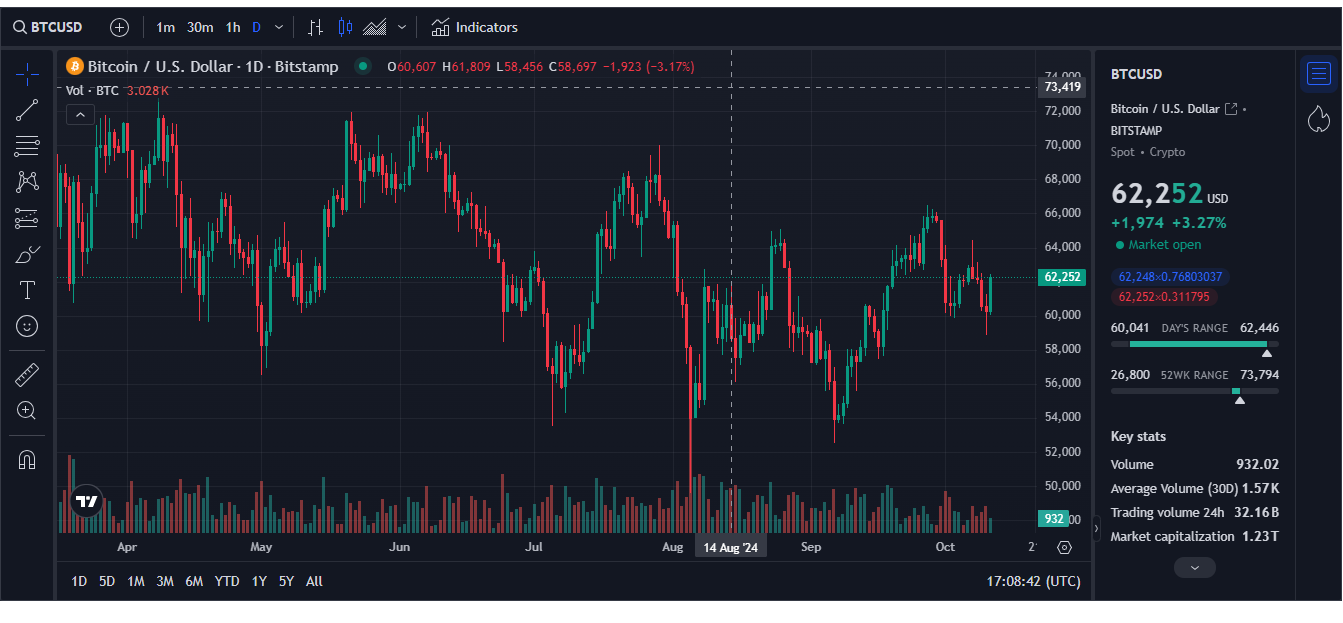 BTCUSD 1m 30m 1h D Indicators
Bitcoin / U.S. Dollar · 1D · Bitstamp O60,607 H61,809 L58,456 C58,697 −1,923 (−3.17%)
Vol · BTC 3.028K
74,000
73,419
72,000
70,000
68,000
66,000
64,000
62,252
60,000
58,000
56,000
54,000
52,000
50,000
932
Apr May Jun Jul Aug 14 Aug '24 Sep Oct
1D 5D 1M 3M 6M YTD 1Y 5Y All 17:08:42 (UTC)
BTCUSD
Bitcoin / U.S. Dollar •
BITSTAMP
Spot • Crypto
62,252 USD
+1,974 +3.27%
Market open
62,248×0.76803037
62,252×0.311795
60,041 DAY'S RANGE 62,446
26,800 52WK RANGE 73,794
Key stats
Volume 932.02
Average Volume (30D) 1.57K
Trading volume 24h 32.16B
Market capitalization 1.23T